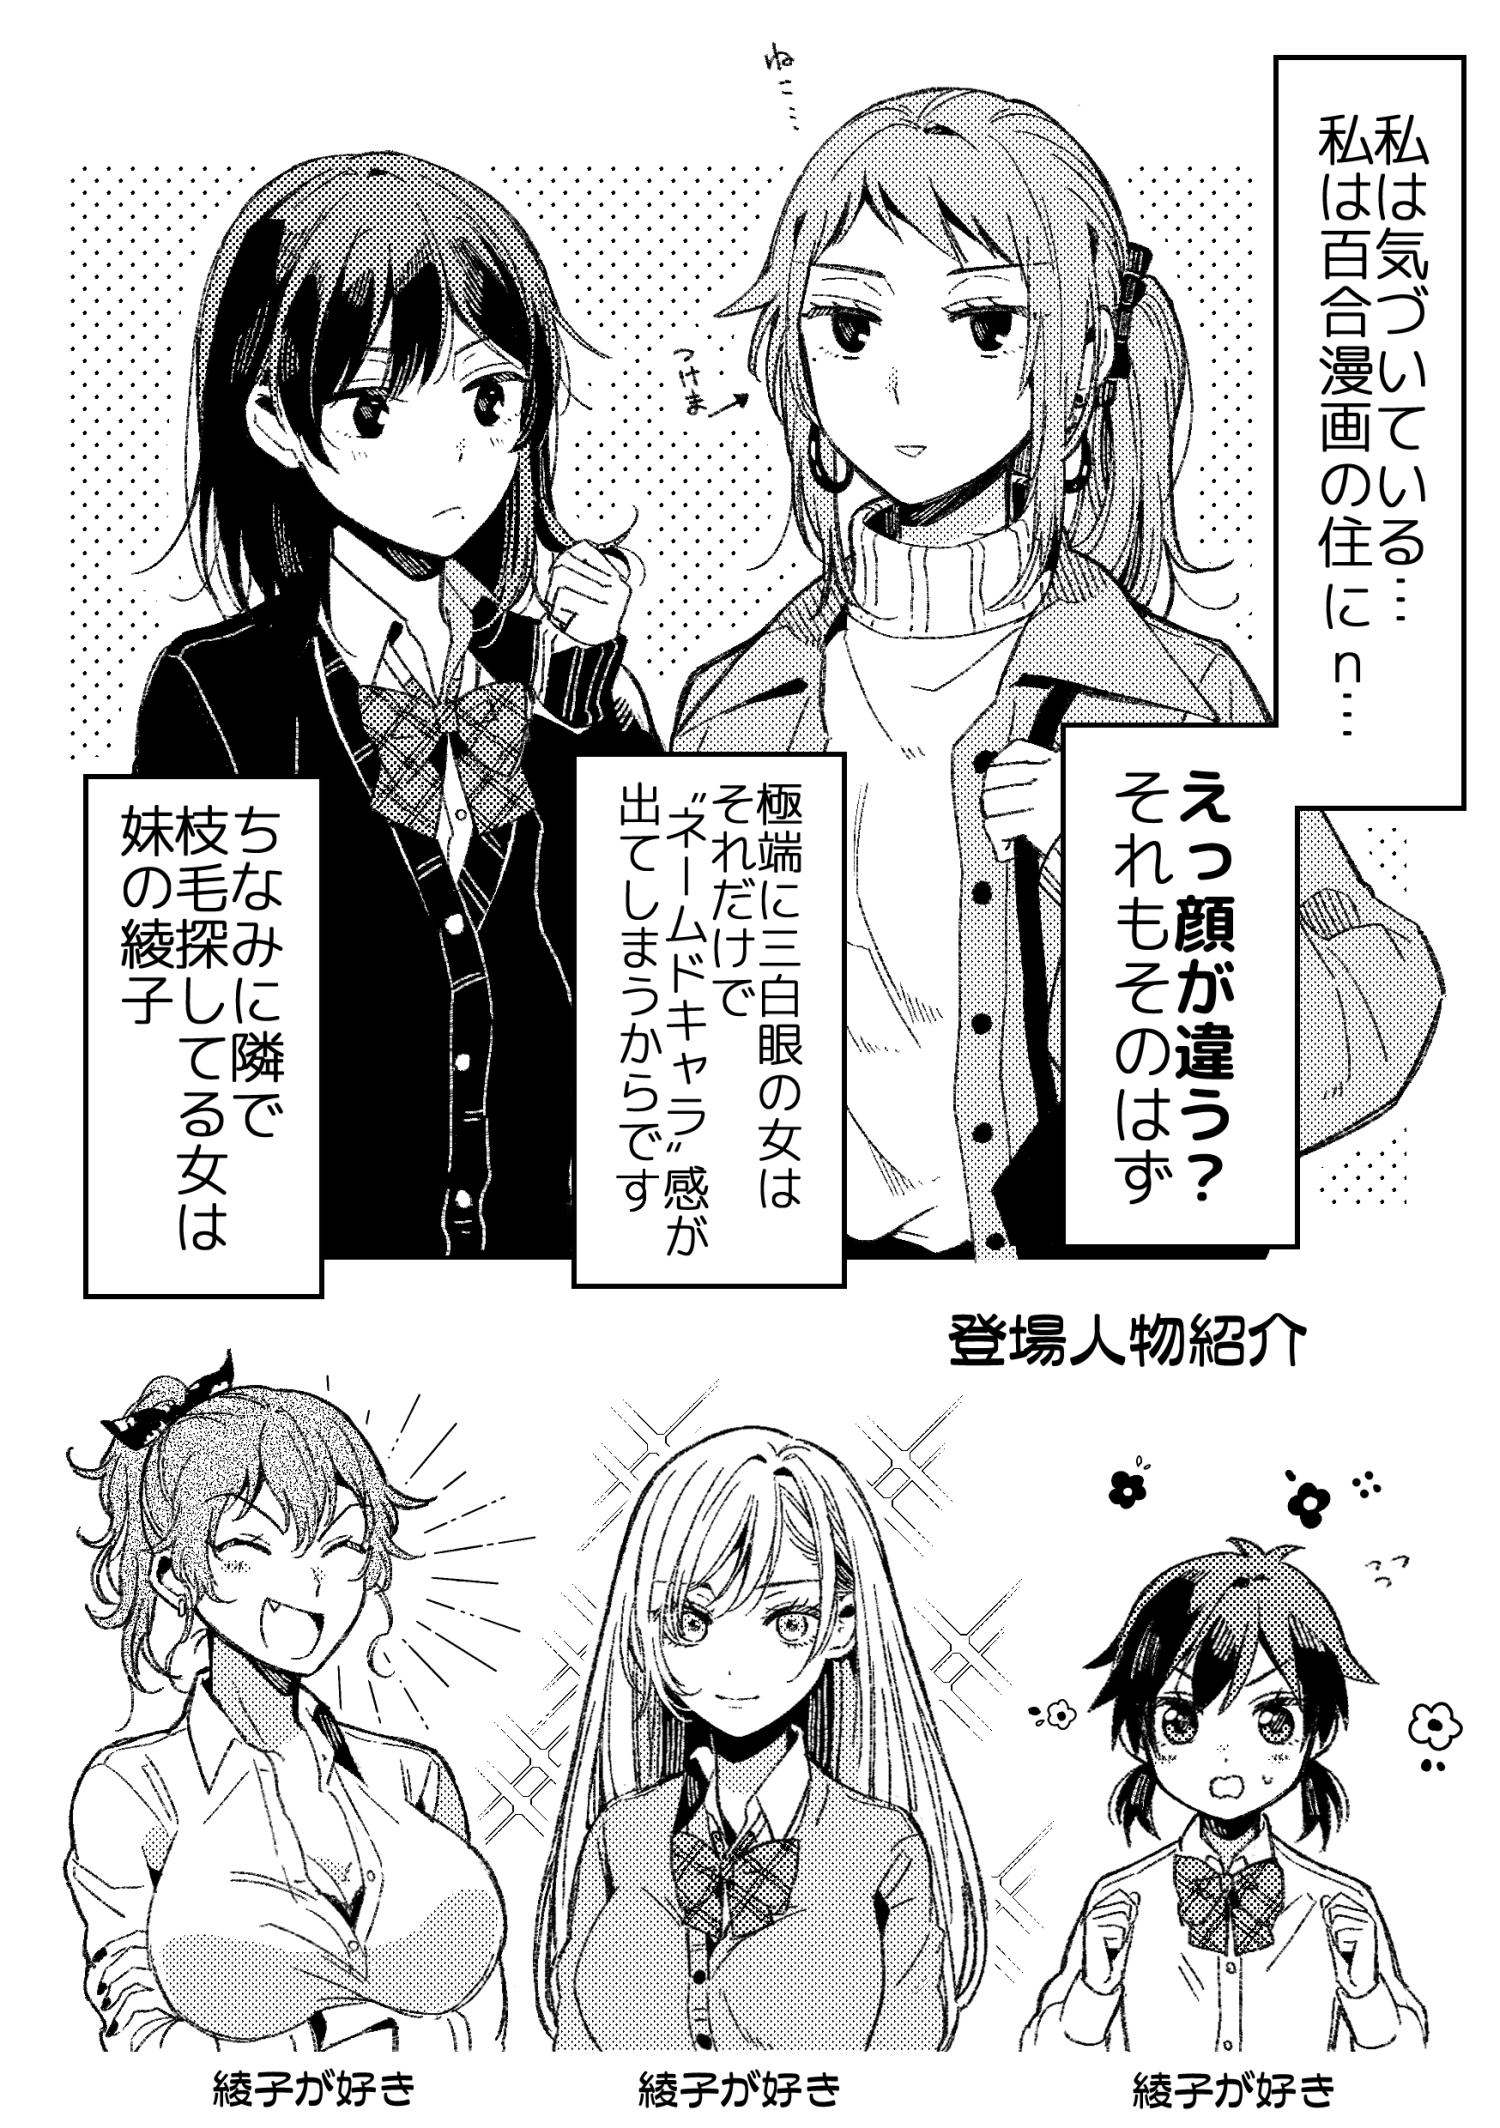 私は気づいている…
私は百合漫画の住にn…
えっ顔が違う？
それもそのはず
ねこ……
つけま
極端に三白眼の女は
それだけで
〝ネームドキャラ〟感が
出てしまうからです
ちなみに隣で
枝毛探してる女は
妹の綾子
登場人物紹介
綾子が好き
綾子が好き
綾子が好き